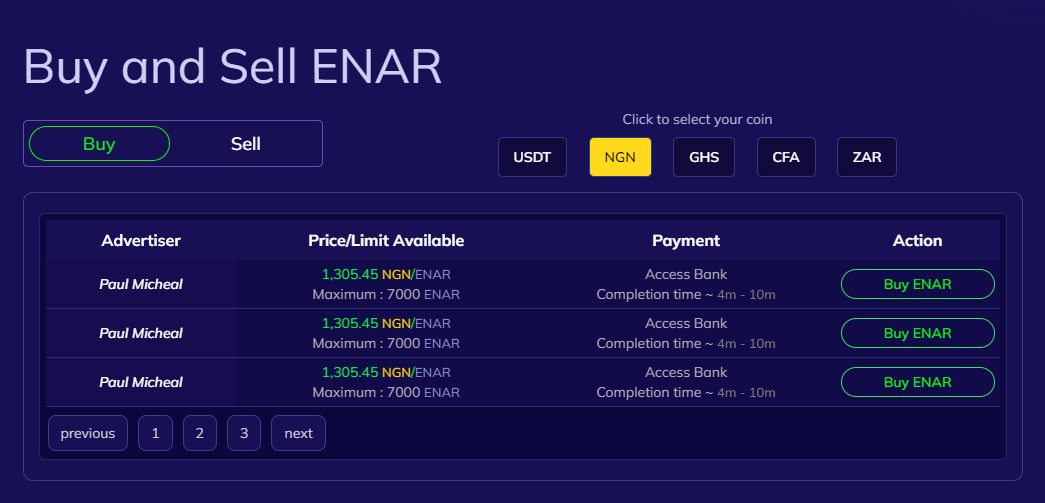 Buy and Sell ENAR
Click to select your coin
Buy Sell
USDT NGN GHS CFA ZAR
Advertiser Price/Limit Available Payment Action
Paul Micheal
1,305.45 NGN/ENAR
Maximum : 7000 ENAR
Access Bank
Completion time ~ 4m - 10m
Buy ENAR
Paul Micheal
1,305.45 NGN/ENAR
Maximum : 7000 ENAR
Access Bank
Completion time ~ 4m - 10m
Buy ENAR
Paul Micheal
1,305.45 NGN/ENAR
Maximum : 7000 ENAR
Access Bank
Completion time ~ 4m - 10m
Buy ENAR
previous 1 2 3 next